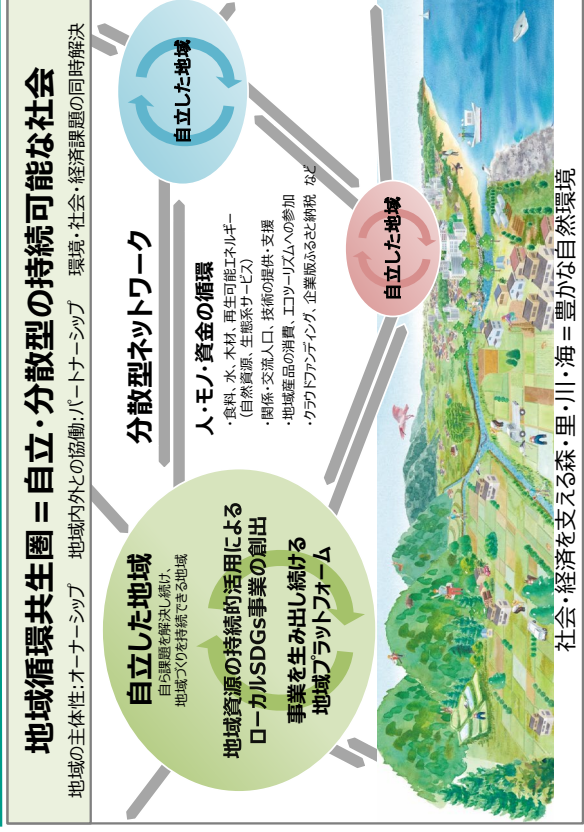 地域循環共生圏＝自立・分散型の持続可能な社会
地域の主体性：オーナーシップ　地域内外との協働：パートナーシップ　環境・社会・経済課題の同時解決
自立した地域
自ら課題を解決し続け、
地域づくりを持続できる地域
地域資源の持続的活用による
ローカルSDGs事業の創出
事業を生み出し続ける
地域プラットフォーム
分散型ネットワーク
人・モノ・資金の循環
・食料、水、木材、再生可能エネルギー
（自然資源、生態系サービス）
・関係・交流人口、技術の提供・支援
・地域産品の消費、エコツーリズムへの参加
・クラウドファンディング、企業版ふるさと納税　など
自立した地域
自立した地域
社会・経済を支える森・里・川・海＝豊かな自然環境